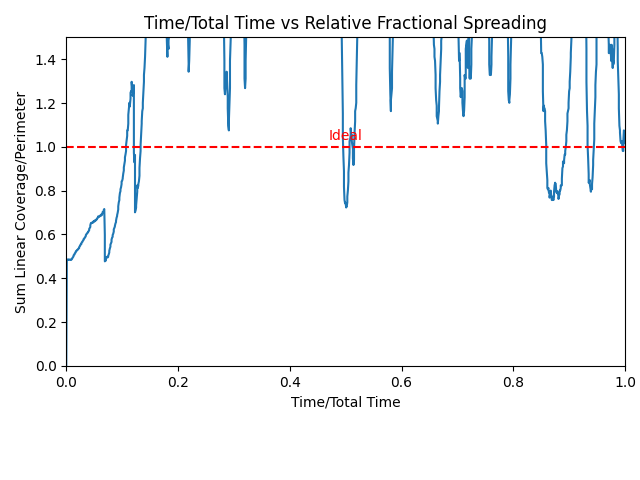 Time/Total Time vs Relative Fractional Spreading
Sum Linear Coverage/Perimeter
1.4
1.2
1.0
0.8
0.6
0.4
0.2
0.0
Ideal
0.0 0.2 0.4 0.6 0.8 1.0
Time/Total Time